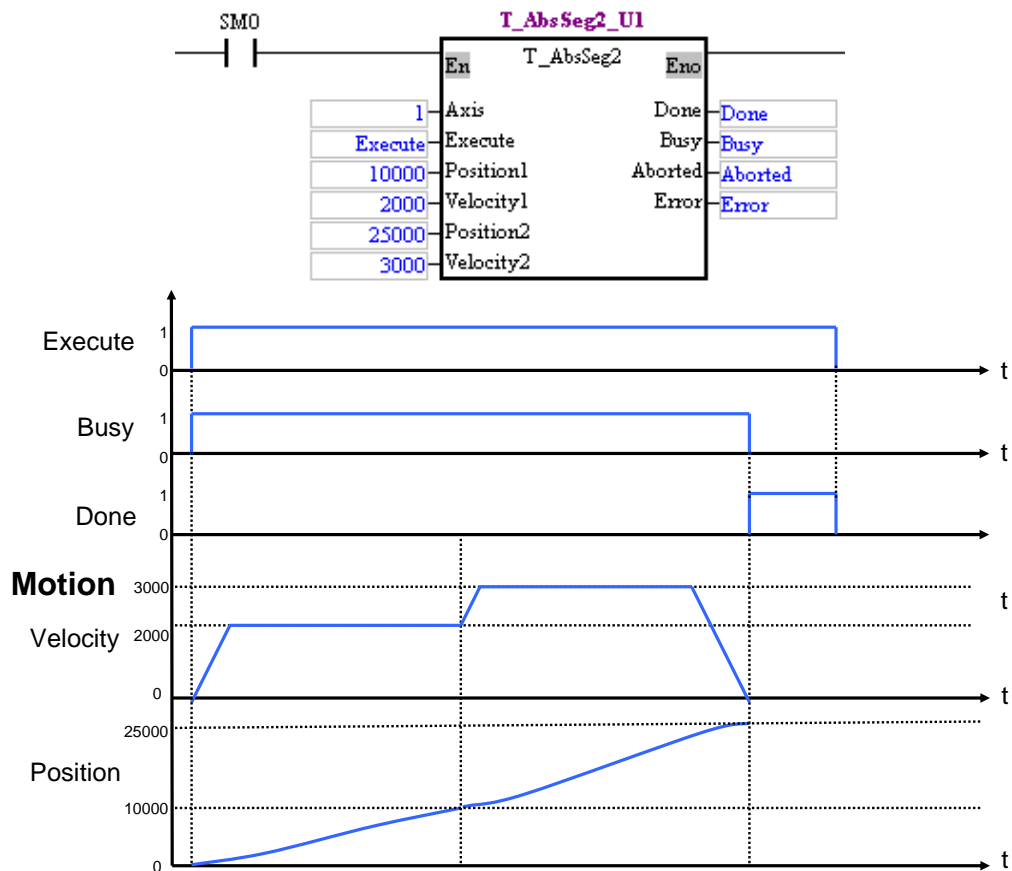 SM0
T_AbsSeg2_U1
T_AbsSeg2
En
Eno
1
Axis
Done
Done
Execute
Execute
Busy
Busy
10000
Position1
Aborted
Aborted
2000
Velocity1
Error
Error
25000
Position2
3000
Velocity2
Execute
1
0
t
Busy
1
0
t
Done
1
0
Motion
3000
t
Velocity
2000
0
t
25000
Position
10000
0
t